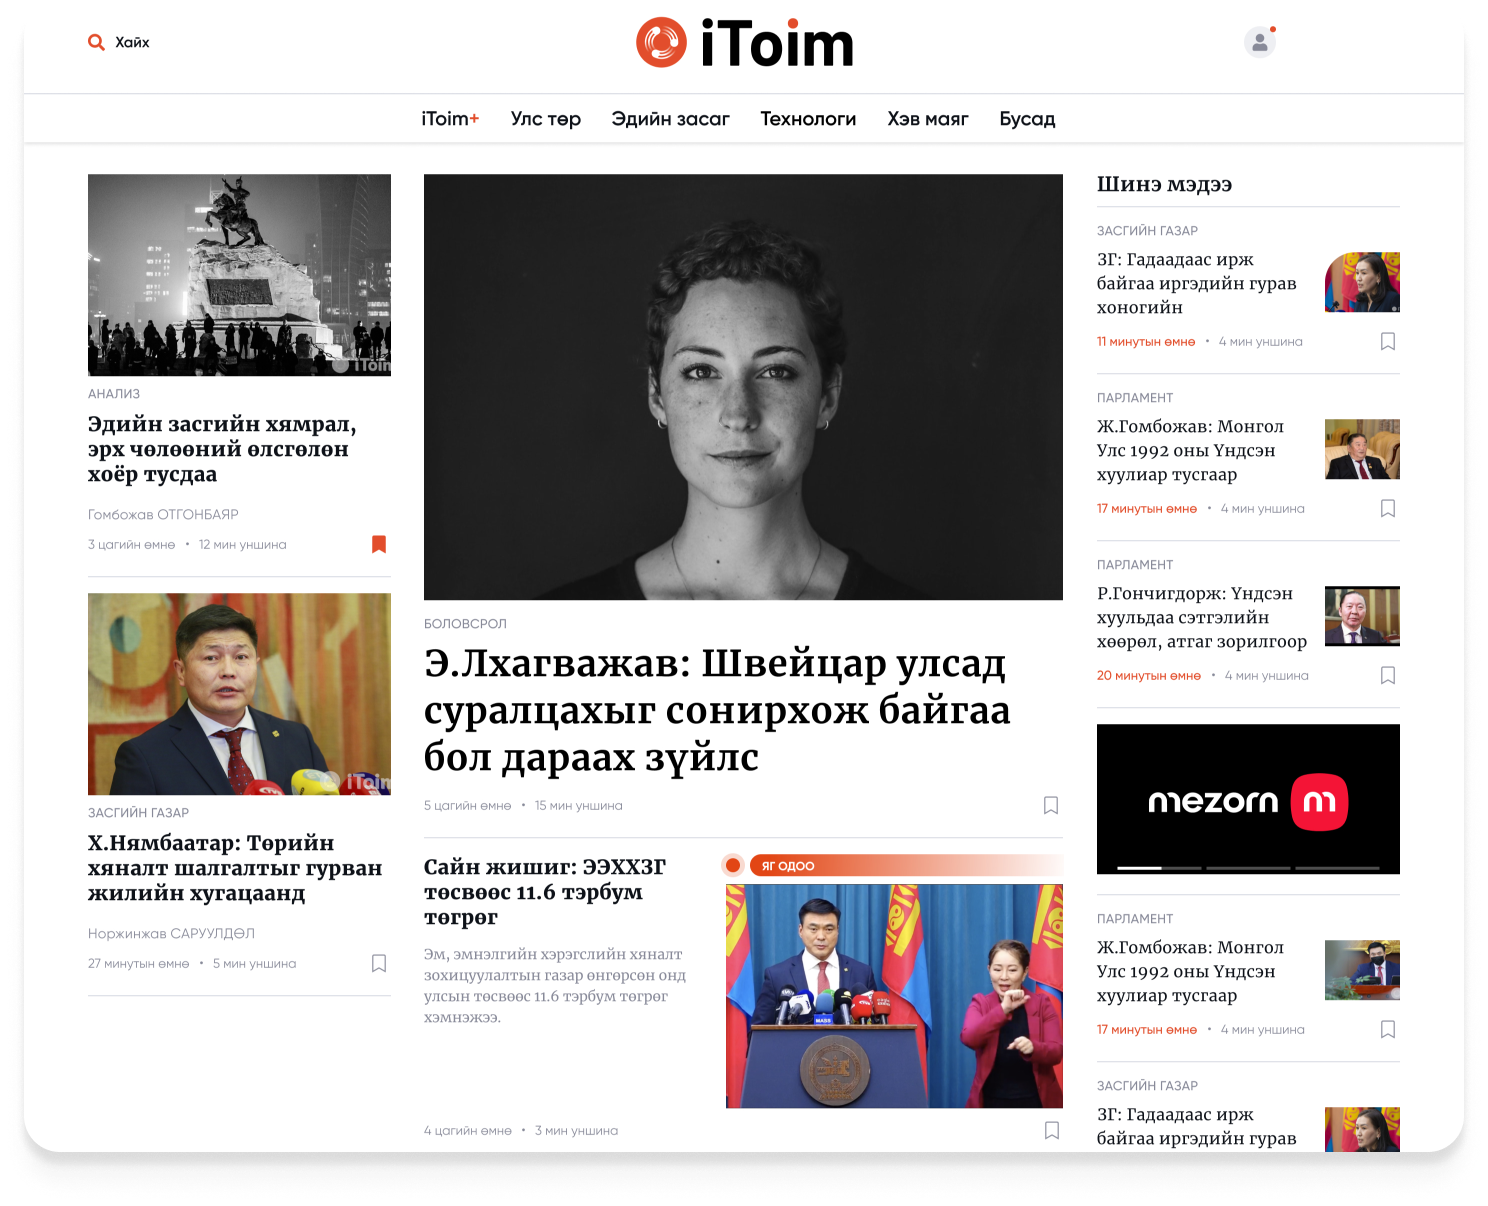 Хайх
iToim
iToim+
Улс төр
Эдийн засаг
Технологи
Хэв маяг
Бусад
iToim
АНАЛИЗ
Эдийн засгийн хямрал,
эрх чөлөөний өлсгөлөн
хоёр тусдаа
Гомбожав ОТГОНБАЯР
3 цагийн өмнө • 12 мин уншина
iToim
ЗАСГИЙН ГАЗАР
Х.Нямбаатар: Төрийн
хяналт шалгалтыг гурван
жилийн хугацаанд
Норжинжав САРУУЛДӨЛ
27 минутын өмнө • 5 мин уншина
БОЛОВСРОЛ
Э.Лхагважав: Швейцар улсад
суралцахыг сонирхож байгаа
бол дараах зүйлс
5 цагийн өмнө • 15 мин уншина
Сайн жишиг: ЭЭХХЗГ
төсвөөс 11.6 тэрбум
төгрөг
Эм, эмнэлгийн хэрэгслийн хяналт
зохицуулалтын газар өнгөрсөн онд
улсын төсвөөс 11.6 тэрбум төгрөг
хэмнэжээ.
4 цагийн өмнө • 3 мин уншина
ЯГ ОДОО
Шинэ мэдээ
ЗАСГИЙН ГАЗАР
ЗГ: Гадаадаас ирж
байгаа иргэдийн гурав
хоногийн
11 минутын өмнө • 4 мин уншина
ПАРЛАМЕНТ
Ж.Гомбожав: Монгол
Улс 1992 оны Үндсэн
хуулиар тусгаар
17 минутын өмнө • 4 мин уншина
ПАРЛАМЕНТ
Р.Гончигдорж: Үндсэн
хуульдаа сэтгэлийн
хөөрөл, атгаг зорилгоор
20 минутын өмнө • 4 мин уншина
mezorn m
ПАРЛАМЕНТ
Ж.Гомбожав: Монгол
Улс 1992 оны Үндсэн
хуулиар тусгаар
17 минутын өмнө • 4 мин уншина
ЗАСГИЙН ГАЗАР
ЗГ: Гадаадаас ирж
байгаа иргэдийн гурав